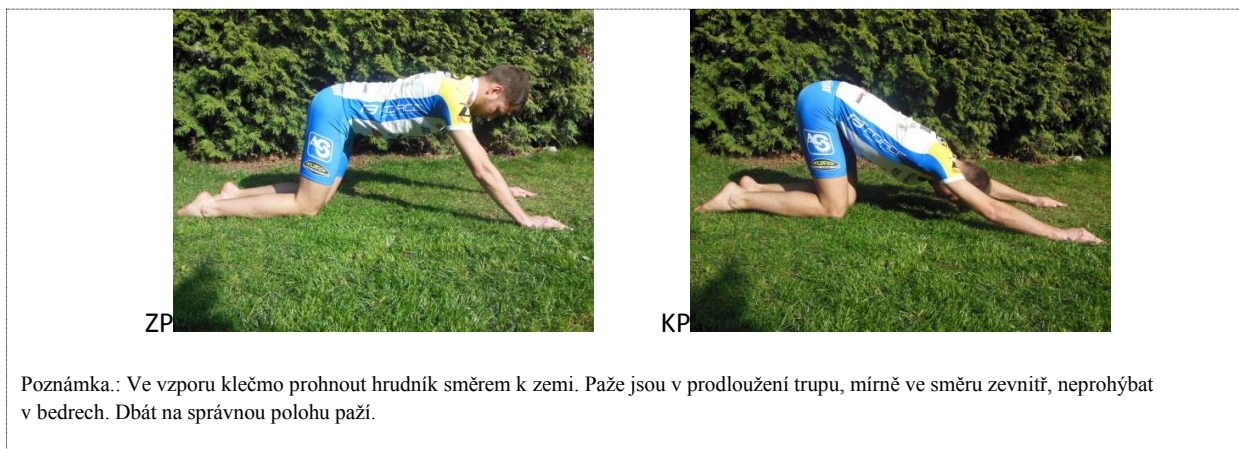 ZP KP
Poznámka.: Ve vzporu klečmo prohnout hrudník směrem k zemi. Paže jsou v prodloužení trupu, mírně ve směru zevnitř, neprohýbat
v bedrech. Dbát na správnou polohu paží.